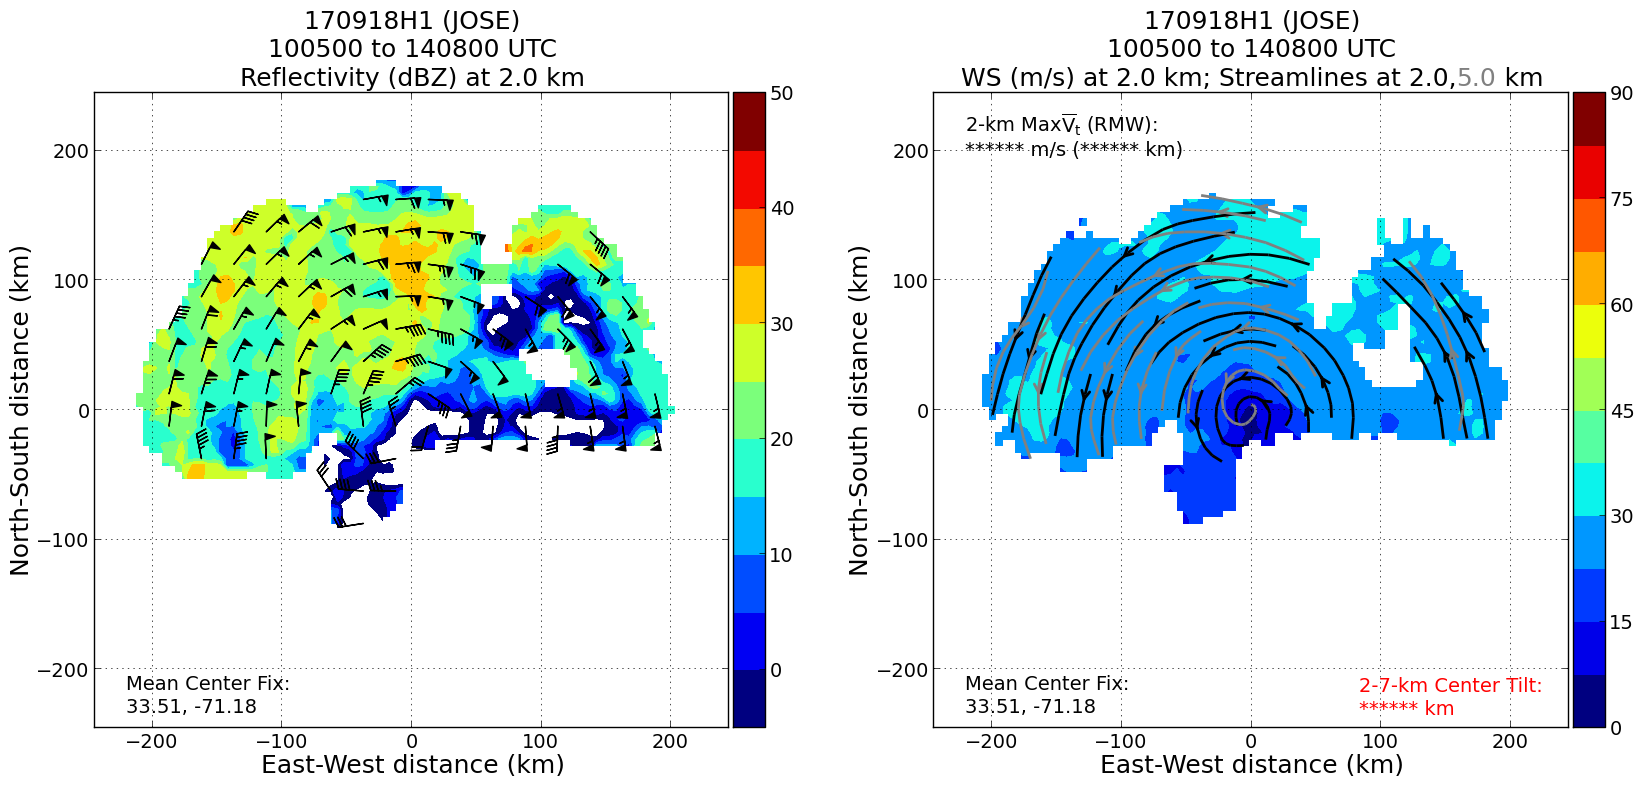 170918H1 (JOSE)
100500 to 140800 UTC
Reflectivity (dBZ) at 2.0 km
200
100
0
−100
−200
−200
−100
0
100
200
North-South distance (km)
East-West distance (km)
Mean Center Fix:
33.51, -71.18
50
40
30
20
10
0
170918H1 (JOSE)
100500 to 140800 UTC
WS (m/s) at 2.0 km; Streamlines at 2.0,5.0 km
2-km Max V̅t (RMW):
****** m/s (****** km)
200
100
0
−100
−200
−200
−100
0
100
200
North-South distance (km)
East-West distance (km)
Mean Center Fix:
33.51, -71.18
2-7-km Center Tilt:
****** km
90
75
60
45
30
15
0